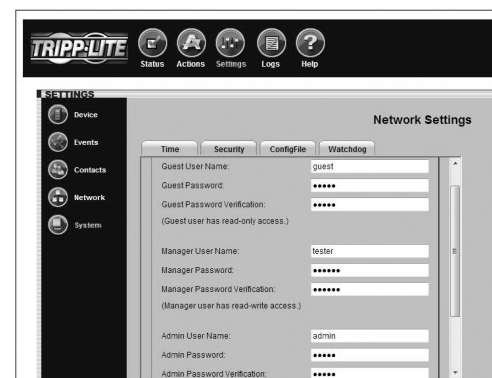 TRIPP·LITE
Status Actions Settings Logs Help
SETTINGS
Device
Events
Contacts
Network
System
Network Settings
Time Security ConfigFile Watchdog
Guest User Name: guest
Guest Password: •••••
Guest Password Verification: •••••
(Guest user has read-only access.)
Manager User Name: tester
Manager Password: ••••••
Manager Password Verification: ••••••
(Manager user has read-write access.)
Admin User Name: admin
Admin Password: •••••
Admin Password Verification: •••••